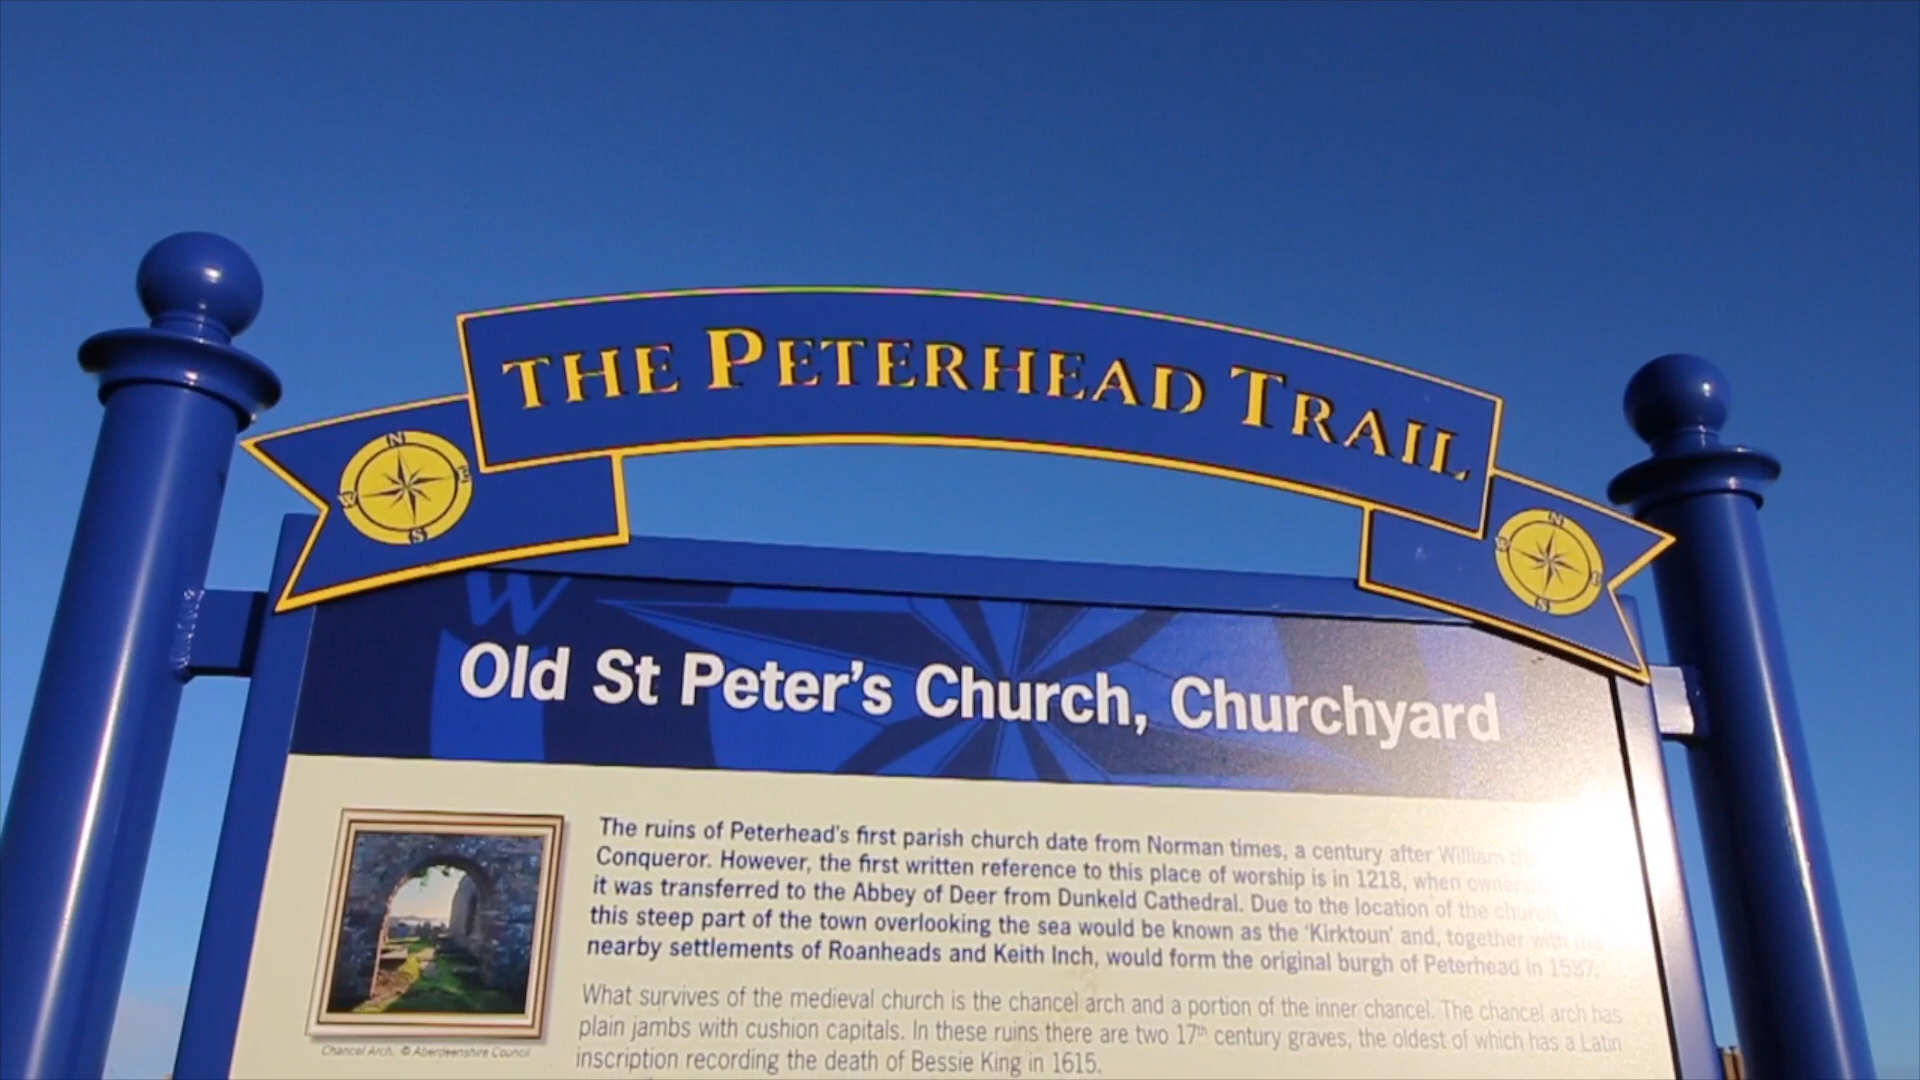 THE PETERHEAD TRAIL
N
E
S
W
N
E
S
W
W
Old St Peter's Church, Churchyard
The ruins of Peterhead's first parish church date from Norman times, a century after William the
Conqueror. However, the first written reference to this place of worship is in 1218, when
it was transferred to the Abbey of Deer from Dunkeld Cathedral. Due to the location of the church,
this steep part of the town overlooking the sea would be known as the 'Kirktoun' and, together with the
nearby settlements of Roanheads and Keith Inch, would form the original burgh of Peterhead in 1587.
What survives of the medieval church is the chancel arch and a portion of the inner chancel. The chancel arch has
plain jambs with cushion capitals. In these ruins there are two 17th century graves, the oldest of which has a Latin
inscription recording the death of Bessie King in 1615.
Chancel Arch. © Aberdeenshire Council